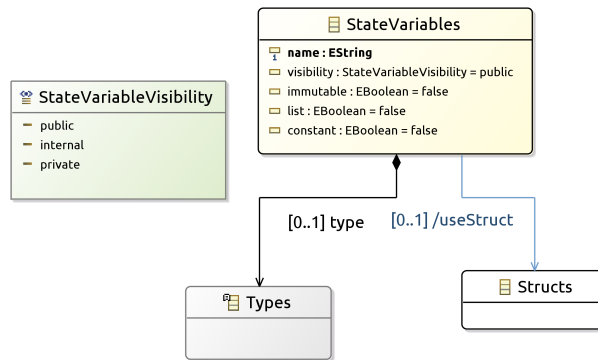 StateVariables
name : EString
visibility : StateVariableVisibility = public
immutable : EBoolean = false
list : EBoolean = false
constant : EBoolean = false
StateVariableVisibility
public
internal
private
[0..1] type
[0..1] /useStruct
Types
Structs